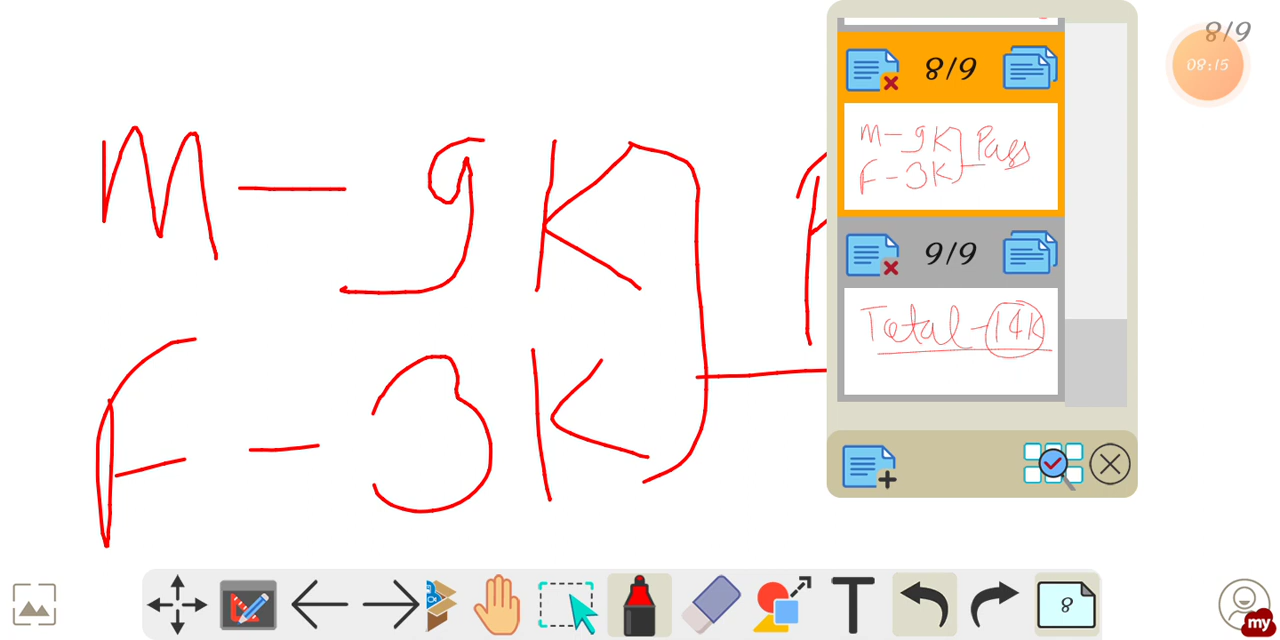 M - 9K
F - 3K
8/9
M - 9K
F - 3K
Pass
9/9
Total - 14K
8/9
08:15
T
8
my